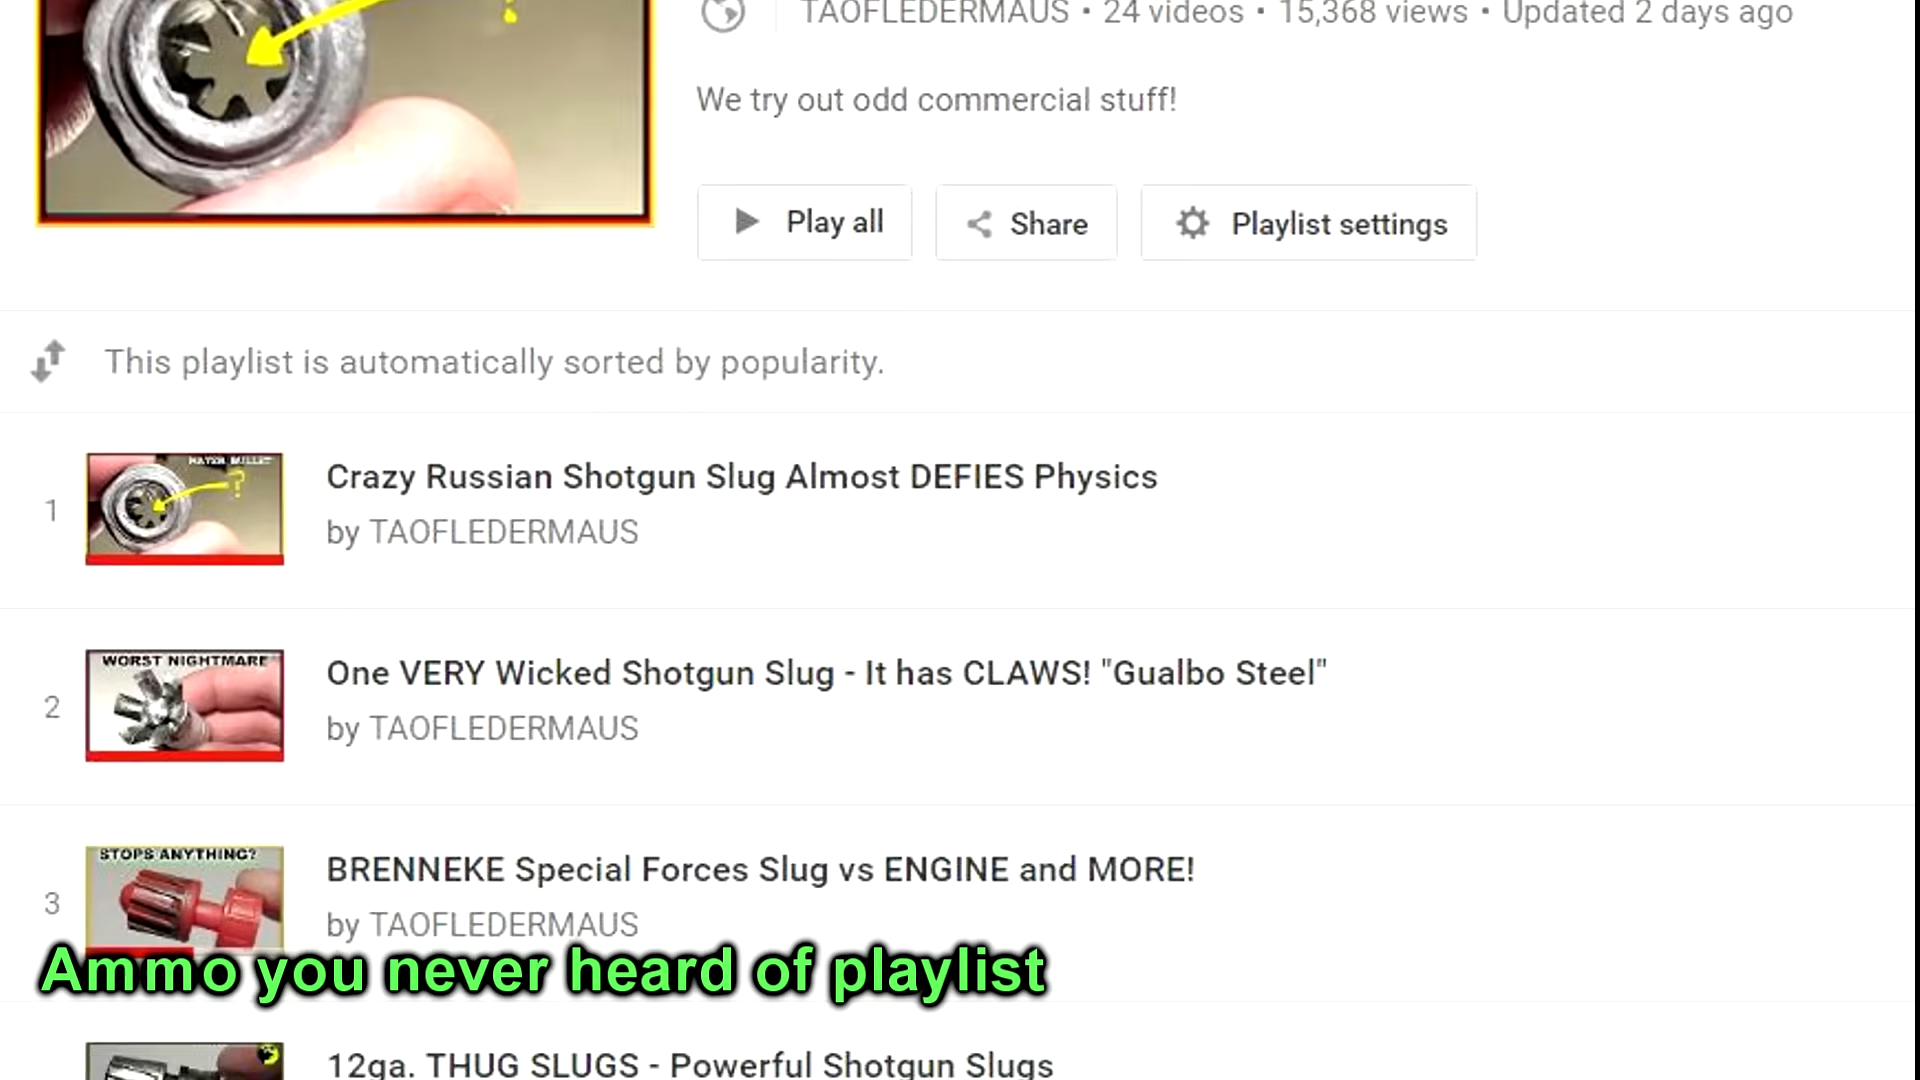 ?
TAOFLEDERMAUS • 24 videos • 15,368 views • Updated 2 days ago
We try out odd commercial stuff!
Play all
Share
Playlist settings
This playlist is automatically sorted by popularity.
1
?
Crazy Russian Shotgun Slug Almost DEFIES Physics
by TAOFLEDERMAUS
2
WORST NIGHTMARE
One VERY Wicked Shotgun Slug - It has CLAWS! "Gualbo Steel"
by TAOFLEDERMAUS
3
STOPS ANYTHING?
BRENNEKE Special Forces Slug vs ENGINE and MORE!
by TAOFLEDERMAUS
Ammo you never heard of playlist
12ga. THUG SLUGS - Powerful Shotgun Slugs